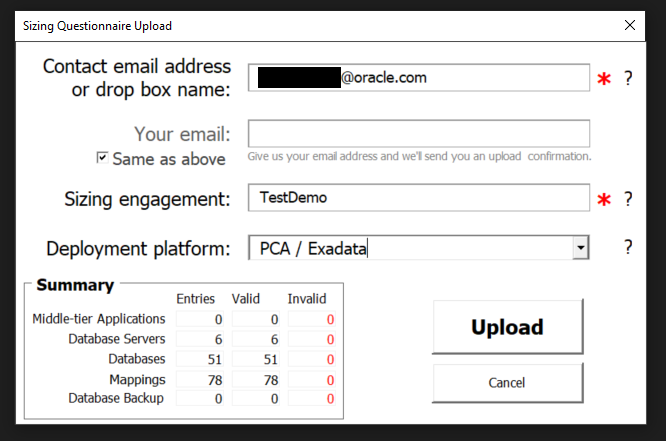 Sizing Questionnaire Upload
Contact email address
or drop box name:
@oracle.com
* ?
Your email:
Same as above
Give us your email address and we'll send you an upload confirmation.
Sizing engagement:
TestDemo
* ?
Deployment platform:
PCA / Exadata
?
Summary
Entries Valid Invalid
Middle-tier Applications 0 0 0
Database Servers 6 6 0
Databases 51 51 0
Mappings 78 78 0
Database Backup 0 0 0
Upload
Cancel